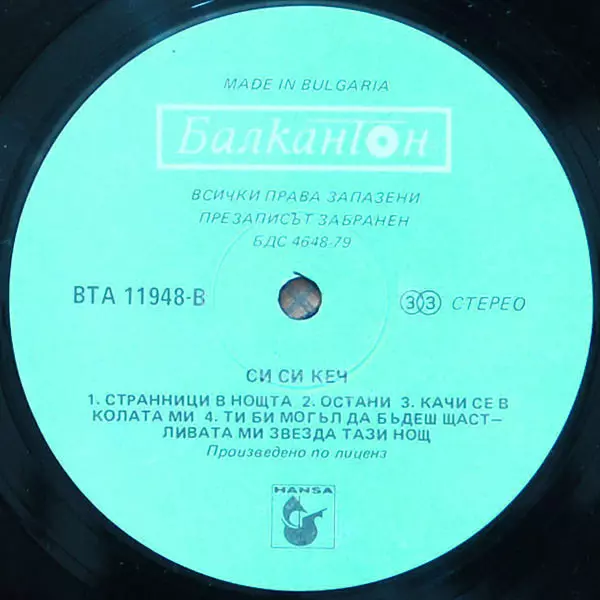 MADE IN BULGARIA
Балкантон
ВСИЧКИ ПРАВА ЗАПАЗЕНИ
ПРЕЗАПИСЪТ ЗАБРАНЕН
БДС 4648-79
ВТА 11948-В
33 СТЕРЕО
СИ СИ КЕЧ
1. СТРАННИЦИ В НОЩТА 2. ОСТАНИ 3. КАЧИ СЕ В
КОЛАТА МИ 4. ТИ БИ МОГЪЛ ДА БЪДЕШ ЩАСТ-
ЛИВАТА МИ ЗВЕЗДА ТАЗИ НОЩ
Произведено по лиценз
HANSA